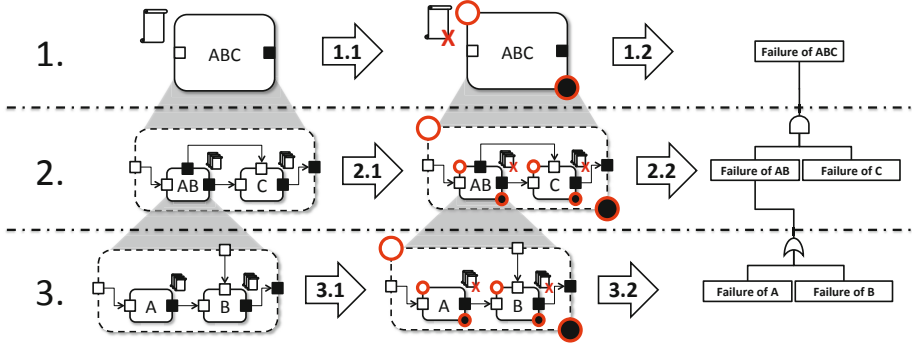 1.
ABC
1.1
X
ABC
1.2
Failure of ABC
2.
AB
C
2.1
AB
X
C
X
2.2
Failure of AB
Failure of C
3.
A
B
3.1
A
X
B
X
3.2
Failure of A
Failure of B